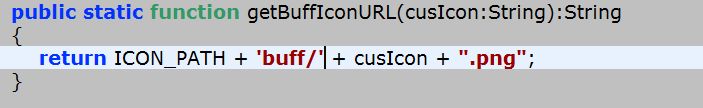 public static function getBuffIconURL(cusIcon:String):String
{
return ICON_PATH + 'buff/' + cusIcon + ".png";
}